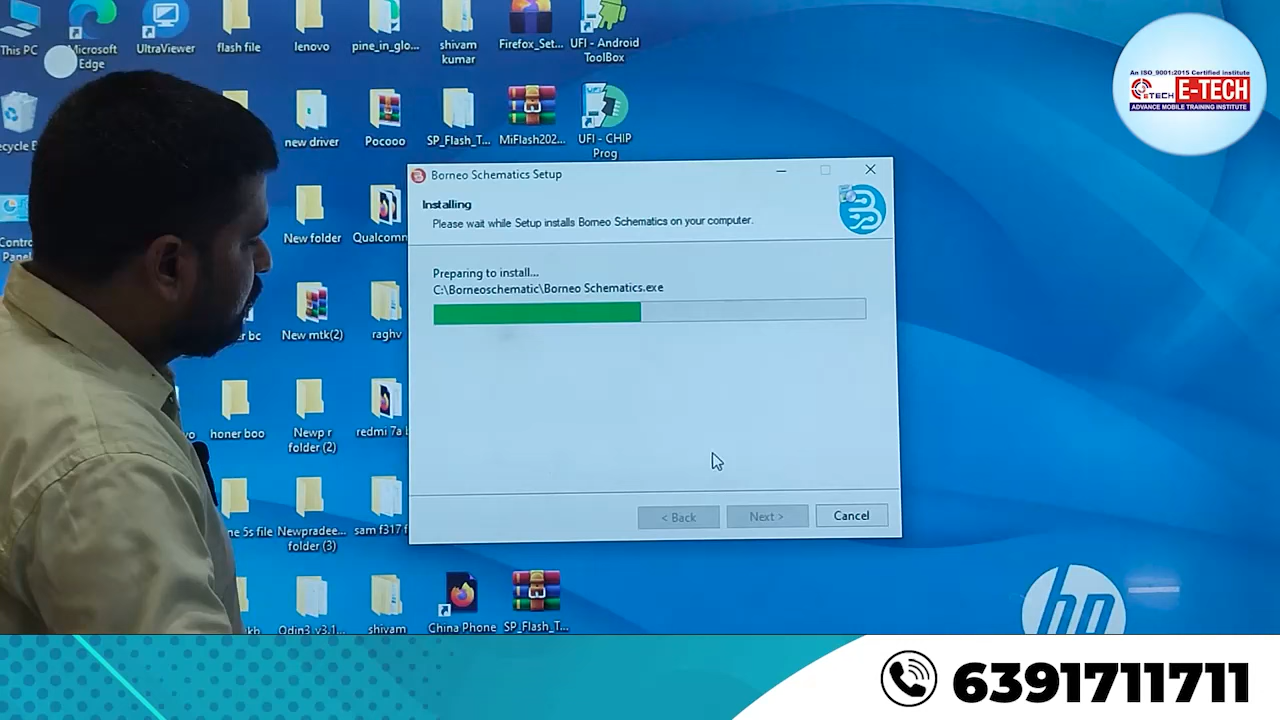 This PC
Microsoft
Edge
UltraViewer
flash file
lenovo
pine_in_glo...
shivam
kumar
Firefox_Set...
UFI - Android
ToolBox
new driver
Pocooo
SP_Flash_T...
MiFlash202...
UFI - CHIP
Prog
New folder
New mtk(2)
raghv
honer boo
Newp r
folder (2)
redmi 7a
Newpradee...
folder (3)
sam f317 f
Odin3_v3.1...
shivam
China Phone
SP_Flash_T...
Borneo Schematics Setup
Installing
Please wait while Setup installs Borneo Schematics on your computer.
Preparing to install...
C:\Borneoschematic\Borneo Schematics.exe
< Back
Next >
Cancel
hp
An ISO_9001:2015 Certified institute
ETECH E-TECH
ADVANCE MOBILE TRAINING INSTITUTE
6391711711